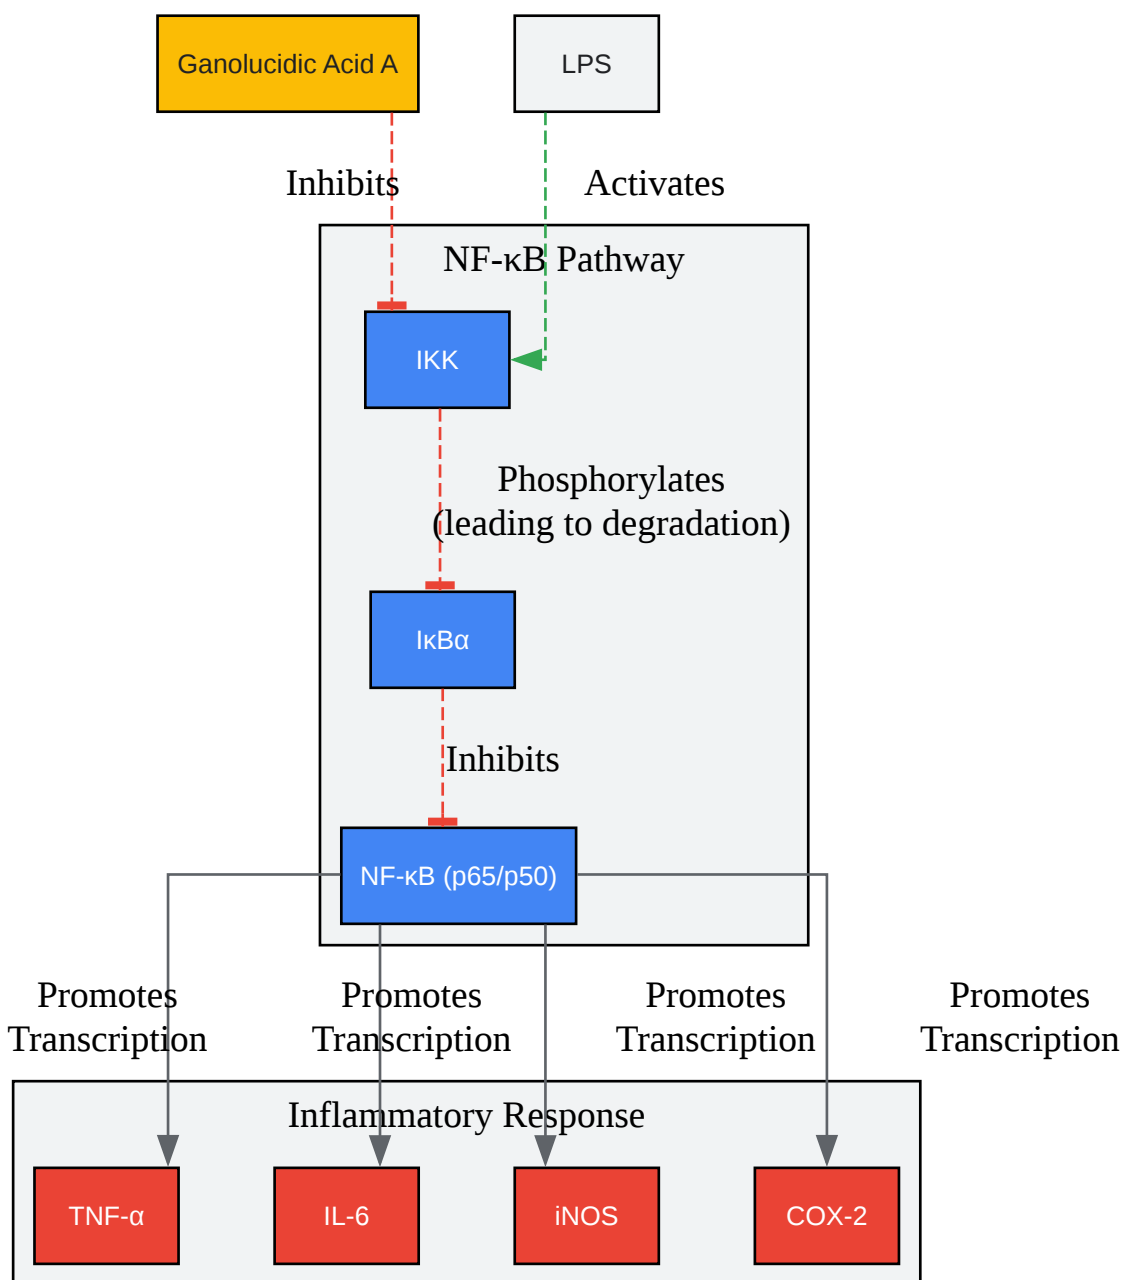 Ganolucidic Acid A
LPS
Inhibits
Activates
NF-κB Pathway
IKK
Phosphorylates
(leading to degradation)
IκBα
Inhibits
NF-κB (p65/p50)
Promotes
Transcription
Promotes
Transcription
Promotes
Transcription
Promotes
Transcription
Inflammatory Response
TNF-α
IL-6
iNOS
COX-2